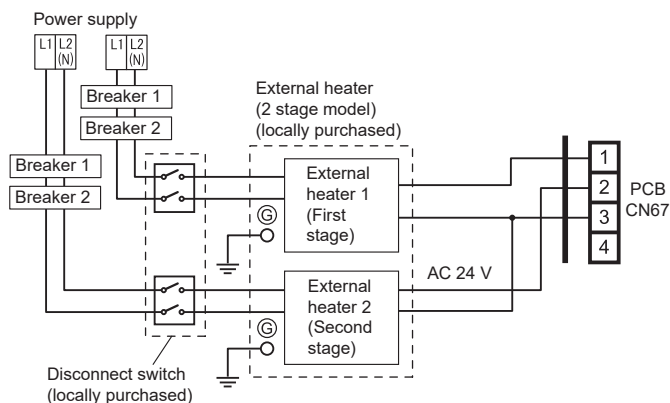 Power supply
L1 L2 (N)
L1 L2 (N)
Breaker 1
Breaker 2
Breaker 1
Breaker 2
External heater
(2 stage model)
(locally purchased)
External
heater 1
(First
stage)
G
External
heater 2
(Second
stage)
G
AC 24 V
1
2
3
4
PCB
CN67
Disconnect switch
(locally purchased)